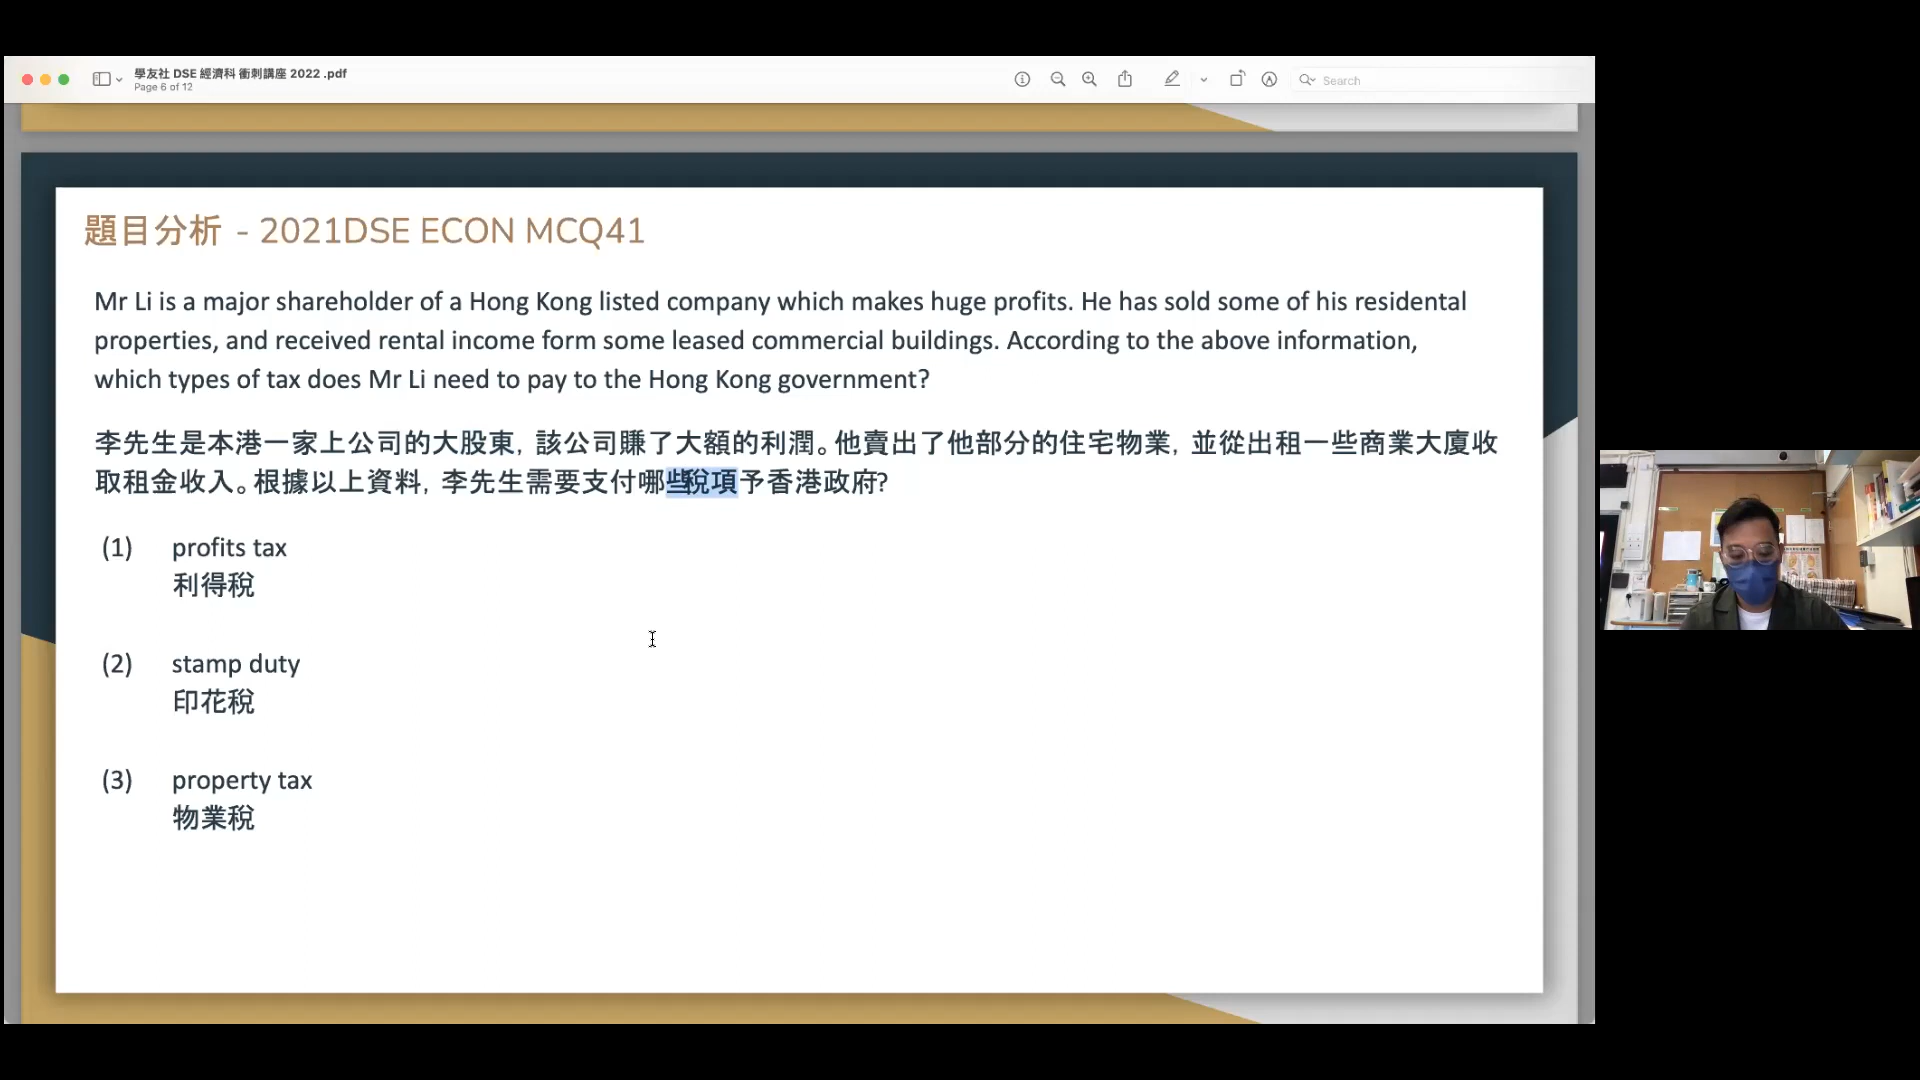 學友社 DSE 經濟科 衝刺講座 2022 .pdf
Page 6 of 12
Search
題目分析 - 2021DSE ECON MCQ41
Mr Li is a major shareholder of a Hong Kong listed company which makes huge profits. He has sold some of his residental
properties, and received rental income form some leased commercial buildings. According to the above information,
which types of tax does Mr Li need to pay to the Hong Kong government?
李先生是本港一家上公司的大股東，該公司賺了大額的利潤。他賣出了他部分的住宅物業，並從出租一些商業大廈收
取租金收入。根據以上資料，李先生需要支付哪些稅項予香港政府?
(1) profits tax
利得稅
(2) stamp duty
印花稅
(3) property tax
物業稅